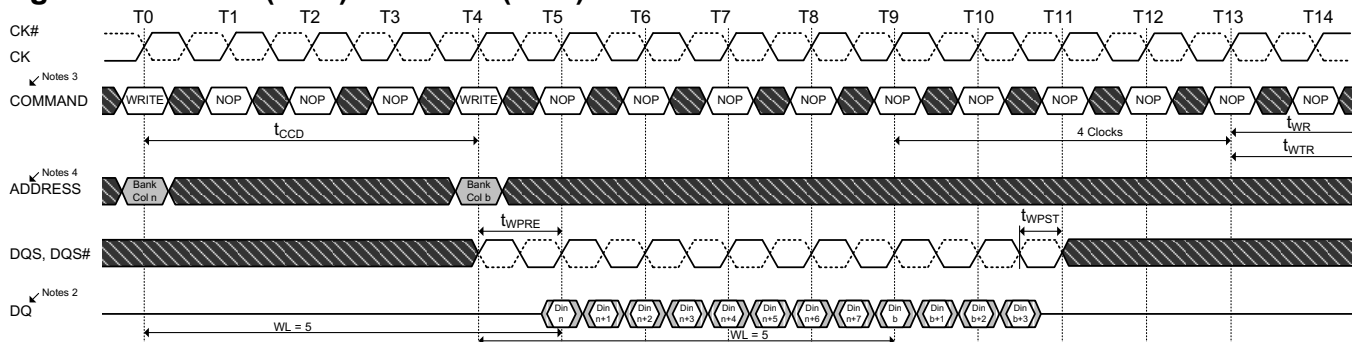 T0 T1 T2 T3 T4 T5 T6 T7 T8 T9 T10 T11 T12 T13 T14
CK#
CK
Notes 3
COMMAND WRITE NOP NOP NOP WRITE NOP NOP NOP NOP NOP NOP NOP NOP NOP NOP
tCCD 4 Clocks tWR
tWTR
Notes 4
ADDRESS
Bank
Col n
Bank
Col b
tWPRE tWPST
DQS, DQS#
Notes 2
DQ
Din
n
Din
n+1
Din
n+2
Din
n+3
Din
n+4
Din
n+5
Din
n+6
Din
n+7
Din
b
Din
b+1
Din
b+2
Din
b+3
WL = 5 WL = 5